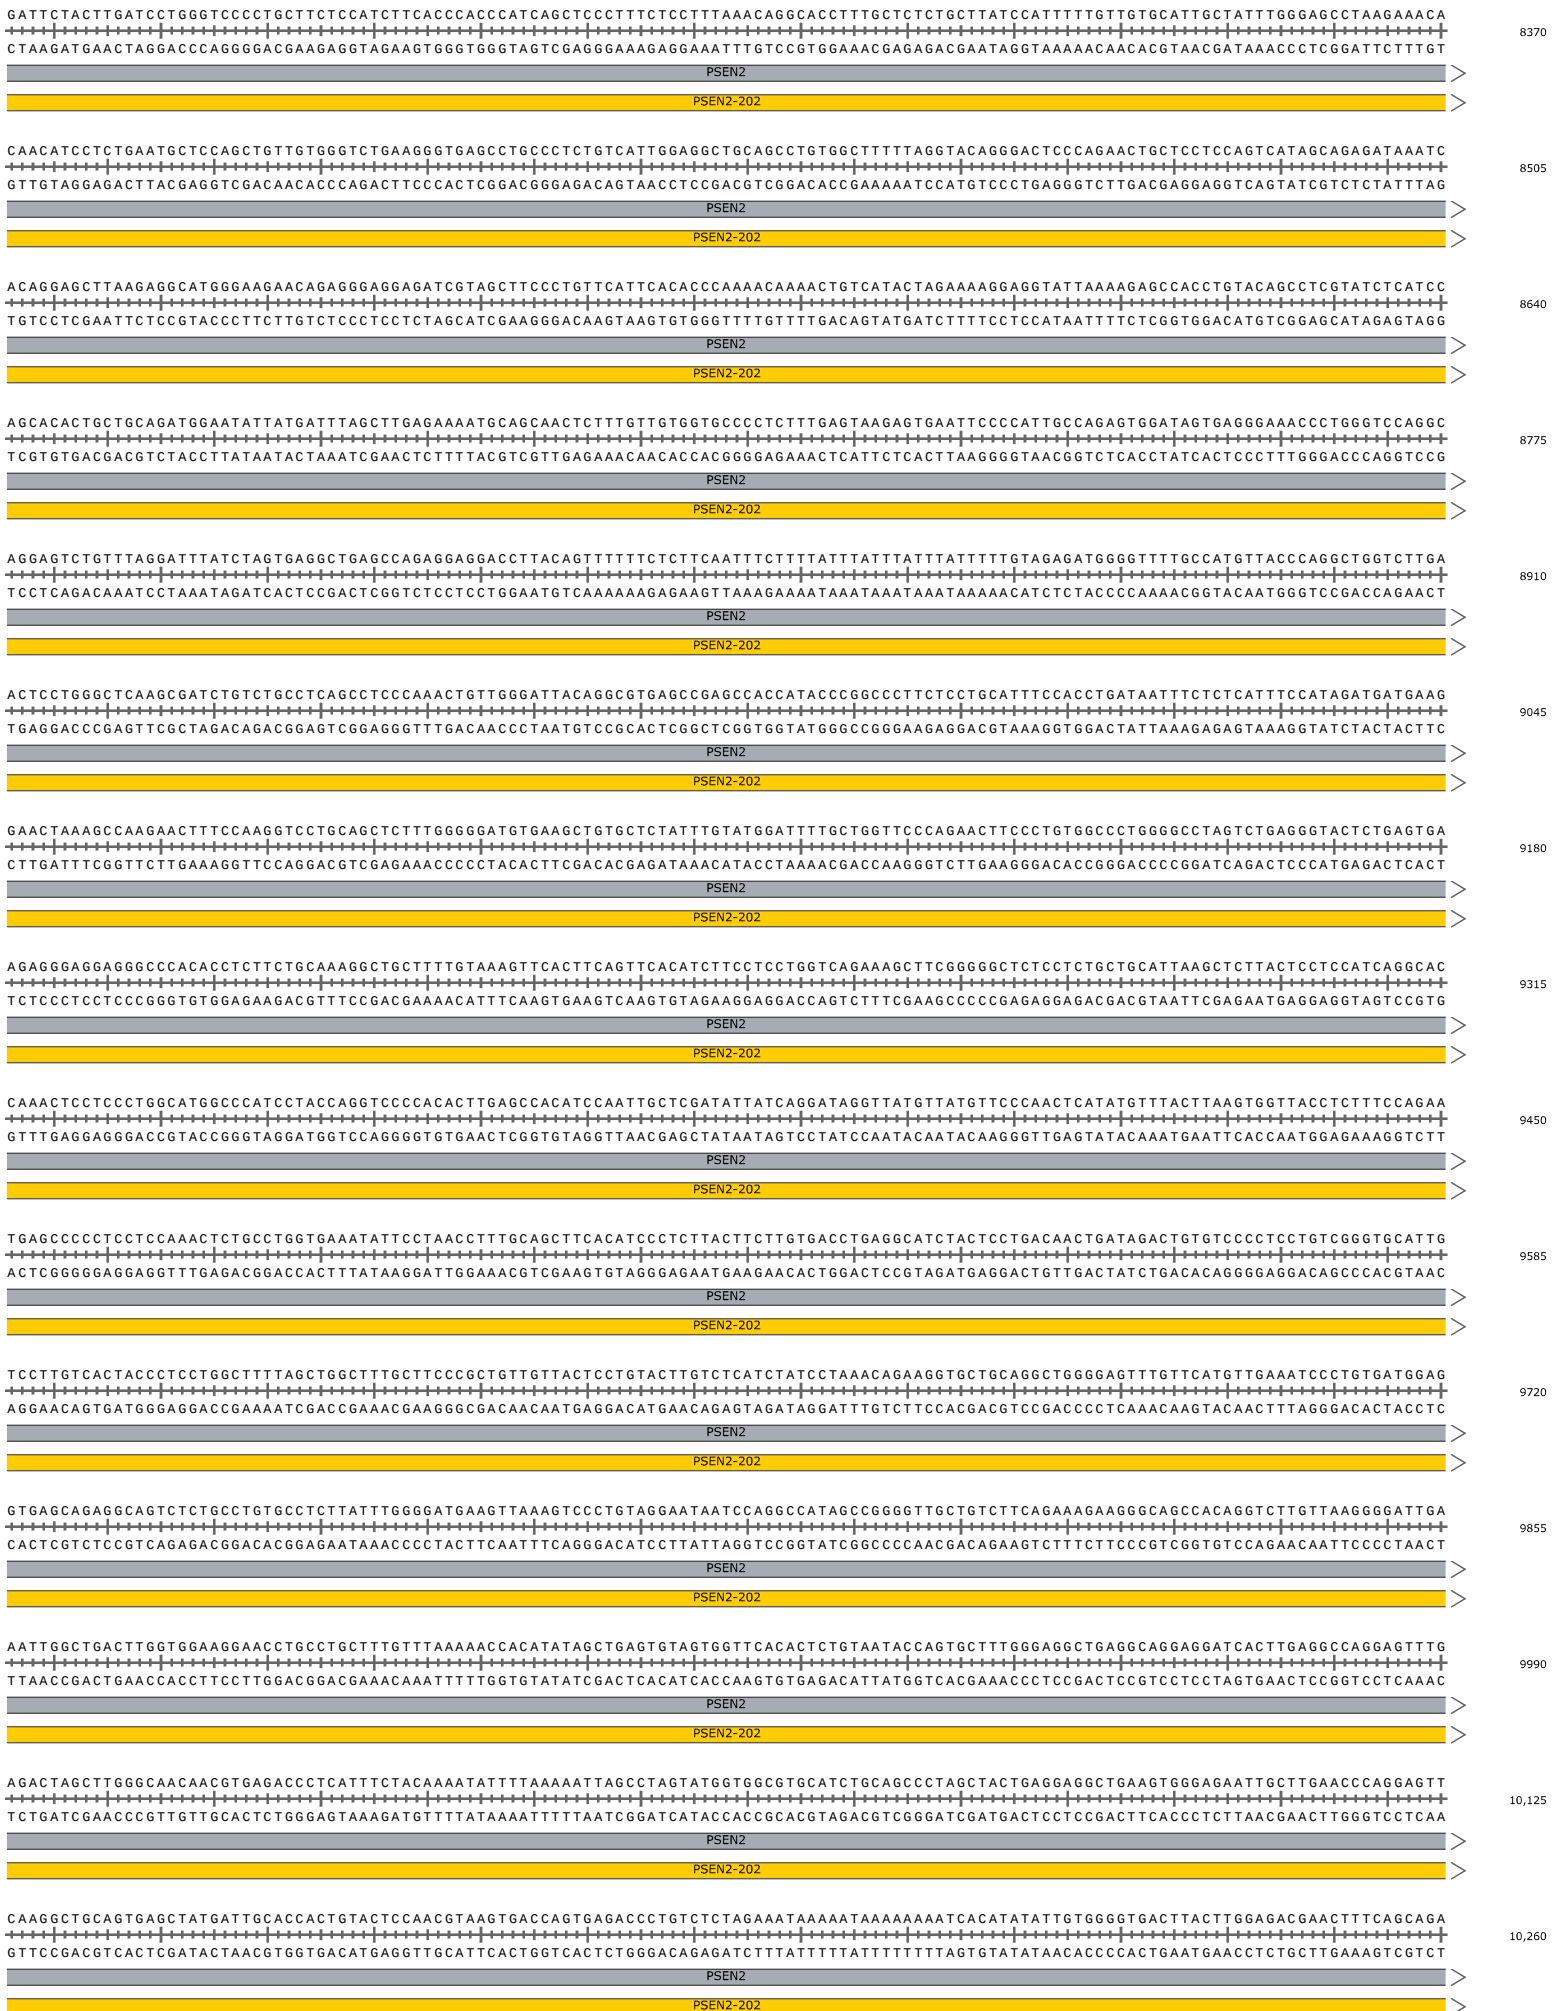 GATTCTACTTGATCCTGGGTCCCCTGCTTCTCCATCTTCACCCACCCATCAGCTCCCTTTCTCCTTTAAACAGGCACCTTTGCTCTCTGCTTATCCATTTTTGTTGTGCATTGCTATTTGGGAGCCTAAGAAACA
8370
CTAAGATGAACTAGGACCCAGGGGACGAAGAGGTAGAAGTGGGTGGGTAGTCGAGGGAAAGAGGAAATTTGTCCGTGGAAACGAGAGACGAATAGGTAAAAACAACACGTAACGATAAACCCTCGGATTCTTTGT
PSEN2
PSEN2-202
CAACATCCTCTGAATGCTCCAGCTGTTGTGGGTCTGAAGGGTGAGCCTGCCCTCTGTCATTGGAGGCTGCAGCCTGTGGCTTTTTAGGTACAGGGACTCCCAGAACTGCTCCTCCAGTCATAGCAGAGATAAATC
8505
GTTGTAGGAGACTTACGAGGTCGACAACACCCAGACTTCCCACTCGGACGGGAGACAGTAACCTCCGACGTCGGACACCGAAAAATCCATGTCCCTGAGGGTCTTGACGAGGAGGTCAGTATCGTCTCTATTTAG
PSEN2
PSEN2-202
ACAGGAGCTTAAGAGGCATGGGAAGAACAGAGGGAGGAGATCGTAGCTTCCCTGTTCATTCACACCCAAAACAAAACTGTCATACTAGAAAAGGAGGTATTAAAAGAGCCACCTGTACAGCCTCGTATCTCATCC
8640
TGTCCTCGAATTCTCCGTACCCTTCTTGTCTCCCTCCTCTAGCATCGAAGGGACAAGTAAGTGTGGGTTTTGTTTTGACAGTATGATCTTTTCCTCCATAATTTTCTCGGTGGACATGTCGGAGCATAGAGTAGG
PSEN2
PSEN2-202
AGCACACTGCTGCAGATGGAATATTATGATTTAGCTTGAGAAAATGCAGCAACTCTTTGTTGTGGTGCCCCTCTTTGAGTAAGAGTGAATTCCCCATTGCCAGAGTGGATAGTGAGGGAAACCCTGGGTCCAGGC
8775
TCGTGTGACGACGTCTACCTTATAATACTAAATCGAACTCTTTTACGTCGTTGAGAAACAACACCACGGGGAGAAACTCATTCTCACTTAAGGGGTAACGGTCTCACCTATCACTCCCTTTGGGACCCAGGTCCG
PSEN2
PSEN2-202
AGGAGTCTGTTTAGGATTTATCTAGTGAGGCTGAGCCAGAGGAGGACCTTACAGTTTTTTCTCTTCAATTTCTTTTATTTATTTATTTATTTTTGTAGAGATGGGGTTTTGCCATGTTACCCAGGCTGGTCTTGA
8910
TCCTCAGACAAATCCTAAATAGATCACTCCGACTCGGTCTCCTCCTGGAATGTCAAAAAAGAGAAGTTAAAGAAAATAAATAAATAAATAAAAACATCTCTACCCCAAAACGGTACAATGGGTCCGACCAGAACT
PSEN2
PSEN2-202
ACTCCTGGGCTCAAGCGATCTGTCTGCCTCAGCCTCCCAAACTGTTGGGATTACAGGCGTGAGCCGAGCCACCATACCCGGCCCTTCTCCTGCATTTCCACCTGATAATTTCTCTCATTTCCATAGATGATGAAG
9045
TGAGGACCCGAGTTCGCTAGACAGACGGAGTCGGAGGGTTTGACAACCCTAATGTCCGCACTCGGCTCGGTGGTATGGGCCGGGAAGAGGACGTAAAGGTGGACTATTAAAGAGAGTAAAGGTATCTACTACTTC
PSEN2
PSEN2-202
GAACTAAAGCCAAGAACTTTCCAAGGTCCTGCAGCTCTTTGGGGGATGTGAAGCTGTGCTCTATTTGTATGGATTTTGCTGGTTCCCAGAACTTCCCTGTGGCCCTGGGGCCTAGTCTGAGGGTACTCTGAGTGA
9180
CTTGATTTCGGTTCTTGAAAGGTTCCAGGACGTCGAGAAACCCCCTACACTTCGACACGAGATAAACATACCTAAAACGACCAAGGGTCTTGAAGGGACACCGGGACCCCGGATCAGACTCCCATGAGACTCACT
PSEN2
PSEN2-202
AGAGGGAGGAGGGCCCACACCTCTTCTGCAAAGGCTGCTTTTGTAAAGTTCACTTCAGTTCACATCTTCCTCCTGGTCAGAAAGCTTCGGGGGCTCTCCTCTGCTGCATTAAGCTCTTACTCCTCCATCAGGCAC
9315
TCTCCCTCCTCCCGGGTGTGGAGAAGACGTTTCCGACGAAAACATTTCAAGTGAAGTCAAGTGTAGAAGGAGGACCAGTCTTTCGAAGCCCCCGAGAGGAGACGACGTAATTCGAGAATGAGGAGGTAGTCCGTG
PSEN2
PSEN2-202
CAAACTCCTCCCTGGCATGGCCCATCCTACCAGGTCCCCACACTTGAGCCACATCCAATTGCTCGATATTATCAGGATAGGTTATGTTATGTTCCCAACTCATATGTTTACTTAAGTGGTTACCTCTTTCCAGAA
9450
GTTTGAGGAGGGACCGTACCGGGTAGGATGGTCCAGGGGTGTGAACTCGGTGTAGGTTAACGAGCTATAATAGTCCTATCCAATACAATACAAGGGTTGAGTATACAAATGAATTCACCAATGGAGAAAGGTCTT
PSEN2
PSEN2-202
TGAGCCCCCTCCTCCAAACTCTGCCTGGTGAAATATTCCTAACCTTTGCAGCTTCACATCCCTCTTACTTCTTGTGACCTGAGGCATCTACTCCTGACAACTGATAGACTGTGTCCCCTCCTGTCGGGTGCATTG
9585
ACTCGGGGGAGGAGGTTTGAGACGGACCACTTTATAAGGATTGGAAACGTCGAAGTGTAGGGAGAATGAAGAACACTGGACTCCGTAGATGAGGACTGTTGACTATCTGACACAGGGGAGGACAGCCCACGTAAC
PSEN2
PSEN2-202
TCCTTGTCACTACCCTCCTGGCTTTTAGCTGGCTTTGCTTCCCGCTGTTGTTACTCCTGTACTTGTCTCATCTATCCTAAACAGAAGGTGCTGCAGGCTGGGGAGTTTGTTCATGTTGAAATCCCTGTGATGGAG
9720
AGGAACAGTGATGGGAGGACCGAAAATCGACCGAAACGAAGGGCGACAACAATGAGGACATGAACAGAGTAGATAGGATTTGTCTTCCACGACGTCCGACCCCTCAAACAAGTACAACTTTAGGGACACTACCTC
PSEN2
PSEN2-202
GTGAGCAGAGGCAGTCTCTGCCTGTGCCTCTTATTTGGGGATGAAGTTAAAGTCCCTGTAGGAATAATCCAGGCCATAGCCGGGGTTGCTGTCTTCAGAAAGAAGGGCAGCCACAGGTCTTGTTAAGGGGATTGA
9855
CACTCGTCTCCGTCAGAGACGGACACGGAGAATAAACCCCTACTTCAATTTCAGGGACATCCTTATTAGGTCCGGTATCGGCCCCAACGACAGAAGTCTTTCTTCCCGTCGGTGTCCAGAACAATTCCCCTAACT
PSEN2
PSEN2-202
AATTGGCTGACTTGGTGGAAGGAACCTGCCTGCTTTGTTTAAAAACCACATATAGCTGAGTGTAGTGGTTCACACTCTGTAATACCAGTGCTTTGGGAGGCTGAGGCAGGAGGATCACTTGAGGCCAGGAGTTTG
9990
TTAACCGACTGAACCACCTTCCTTGGACGGACGAAACAAATTTTTGGTGTATATCGACTCACATCACCAAGTGTGAGACATTATGGTCACGAAACCCTCCGACTCCGTCCTCCTAGTGAACTCCGGTCCTCAAAC
PSEN2
PSEN2-202
AGACTAGCTTGGGCAACAACGTGAGACCCTCATTTCTACAAAATATTTTAAAAATTAGCCTAGTATGGTGGCGTGCATCTGCAGCCCTAGCTACTGAGGAGGCTGAAGTGGGAGAATTGCTTGAACCCAGGAGTT
10,125
TCTGATCGAACCCGTTGTTGCACTCTGGGAGTAAAGATGTTTTATAAAATTTTTAATCGGATCATACCACCGCACGTAGACGTCGGGATCGATGACTCCTCCGACTTCACCCTCTTAACGAACTTGGGTCCTCAA
PSEN2
PSEN2-202
CAAGGCTGCAGTGAGCTATGATTGCACCACTGTACTCCAACGTAAGTGACCAGTGAGACCCTGTCTCTAGAAATAAAAATAAAAAAAATCACATATATTGTGGGGTGACTTACTTGGAGACGAACTTTCAGCAGA
10,260
GTTCCGACGTCACTCGATACTAACGTGGTGACATGAGGTTGCATTCACTGGTCACTCTGGGACAGAGATCTTTATTTTTATTTTTTTTAGTGTATATAACACCCCACTGAATGAACCTCTGCTTGAAAGTCGTCT
PSEN2
PSEN2-202